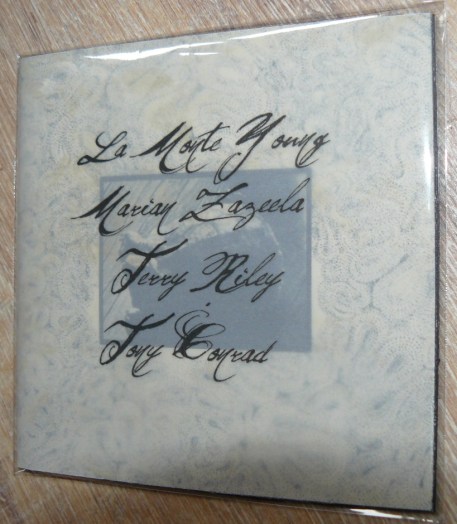 La Monte Young
Marian Zazeela
Terry Riley
Tony Conrad